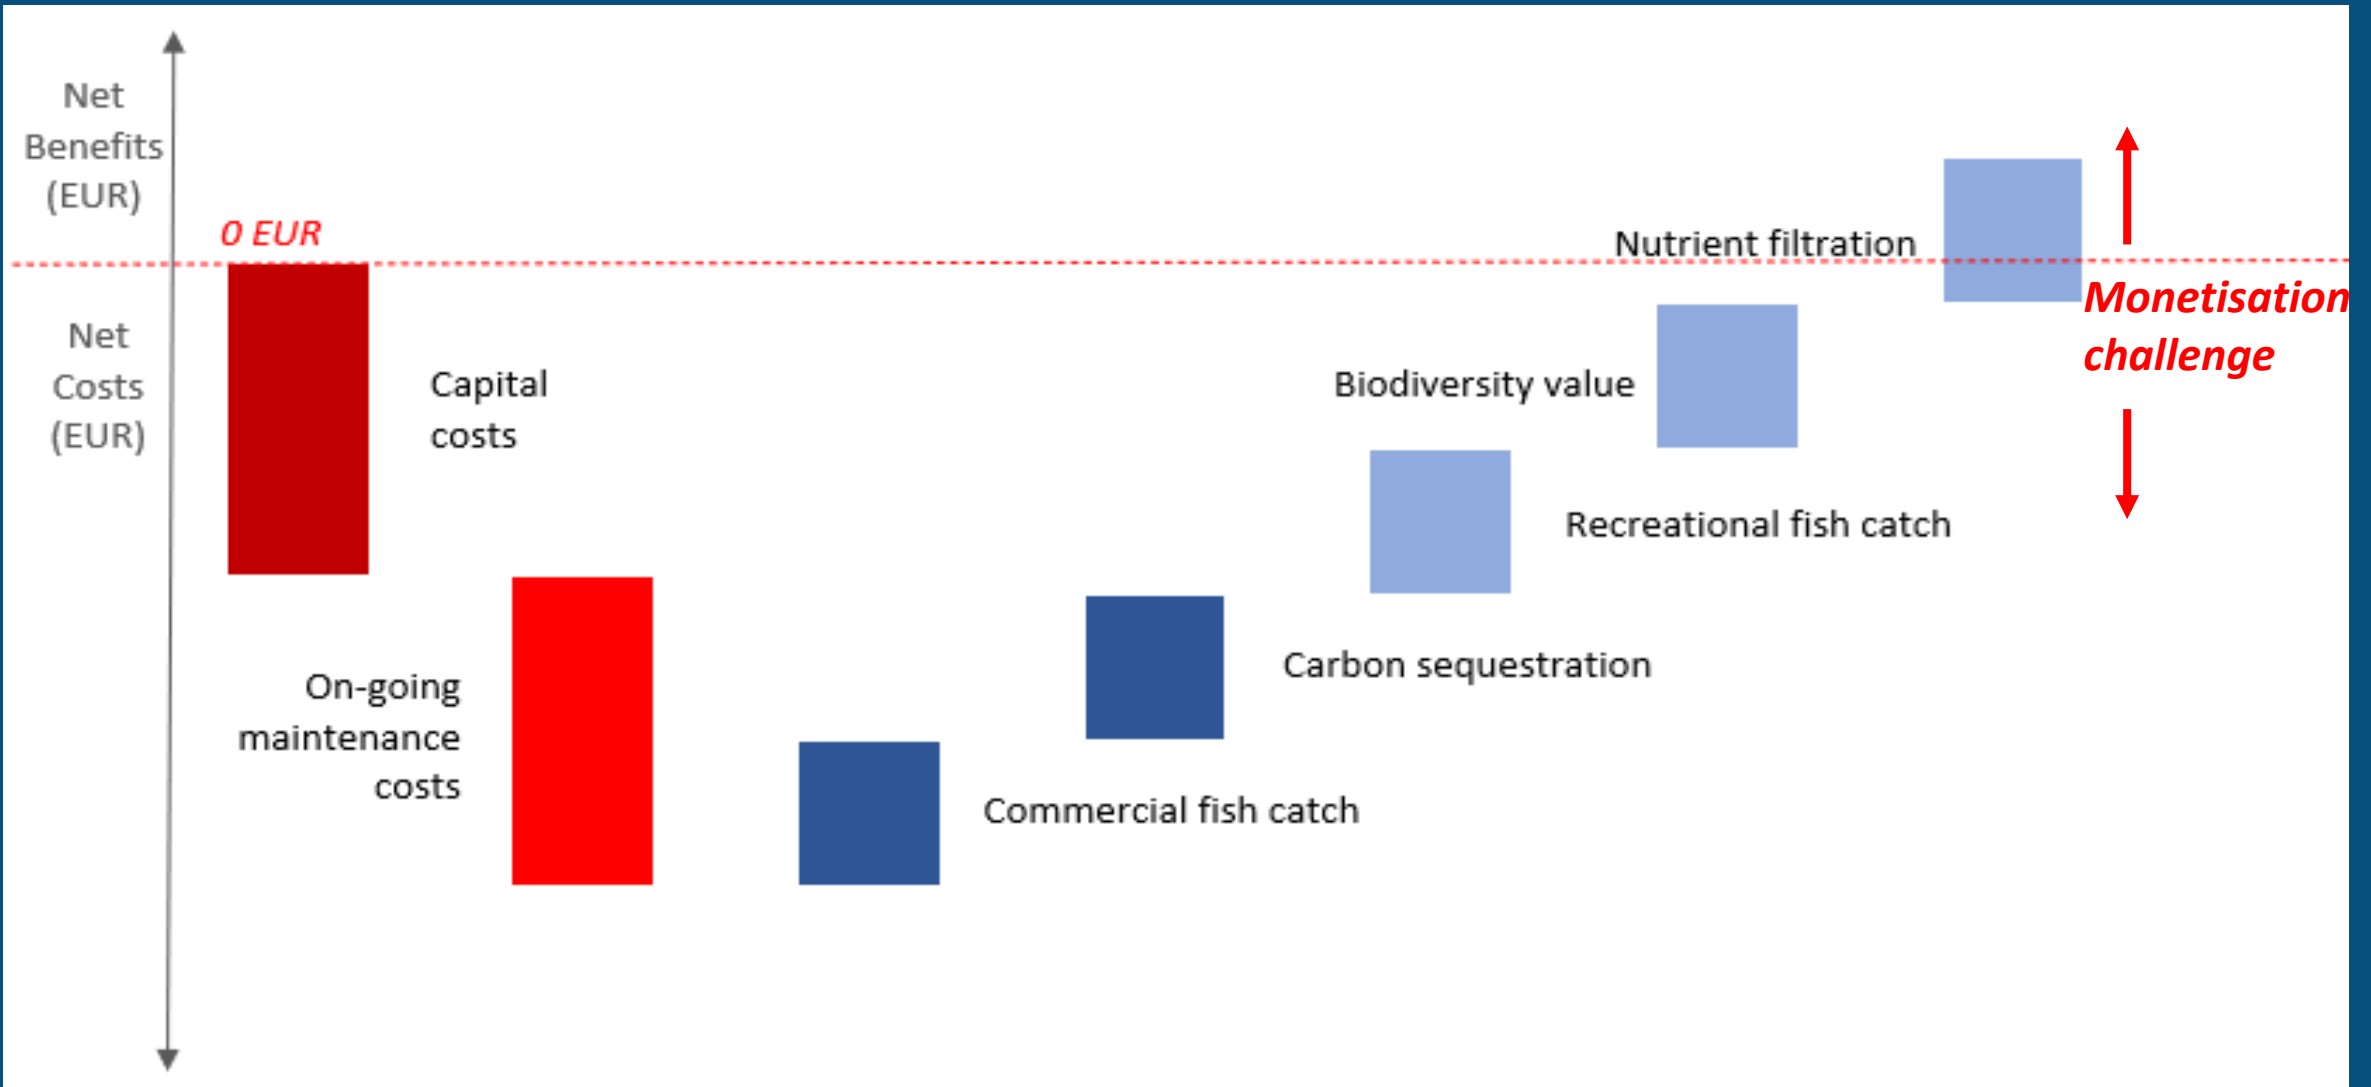 Net
Benefits
(EUR)
0 EUR
Nutrient filtration
Monetisation
challenge
Net
Costs
(EUR)
Capital
costs
Biodiversity value
Recreational fish catch
Carbon sequestration
On-going
maintenance
costs
Commercial fish catch